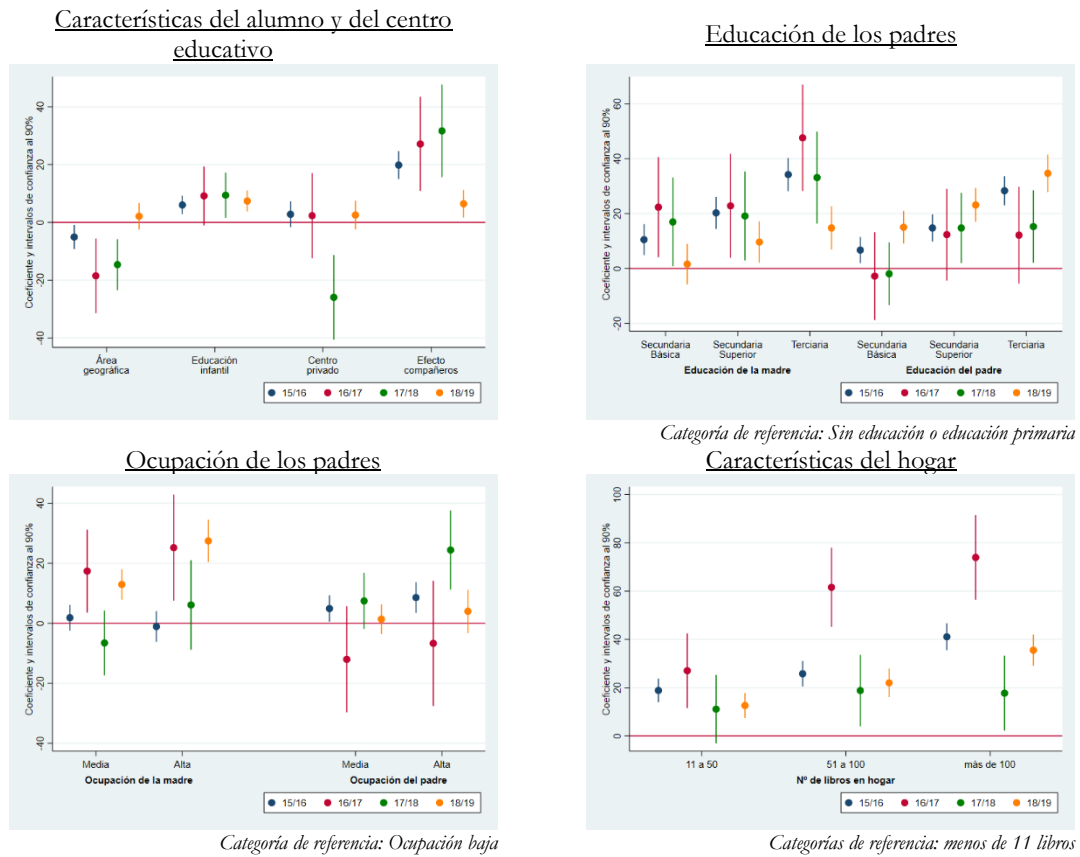 Características del alumno y del centro
educativo
Coeficiente y intervalos de confianza al 90%
40
20
0
-20
-40
Área
geográfica
Educación
infantil
Centro
privado
Efecto
compañeros
15/16 16/17 17/18 18/19
Educación de los padres
Coeficiente y intervalos de confianza al 90%
60
40
20
0
-20
Secundaria
Básica
Secundaria
Superior
Terciaria
Secundaria
Básica
Secundaria
Superior
Terciaria
Educación de la madre
Educación del padre
15/16 16/17 17/18 18/19
Categoría de referencia: Sin educación o educación primaria
Ocupación de los padres
Coeficiente y intervalos de confianza al 90%
40
20
0
-20
-40
Media
Alta
Media
Alta
Ocupación de la madre
Ocupación del padre
15/16 16/17 17/18 18/19
Categoría de referencia: Ocupación baja
Características del hogar
Coeficiente y intervalos de confianza al 90%
100
80
60
40
20
0
11 a 50
51 a 100
más de 100
Nº de libros en hogar
15/16 16/17 17/18 18/19
Categorías de referencia: menos de 11 libros